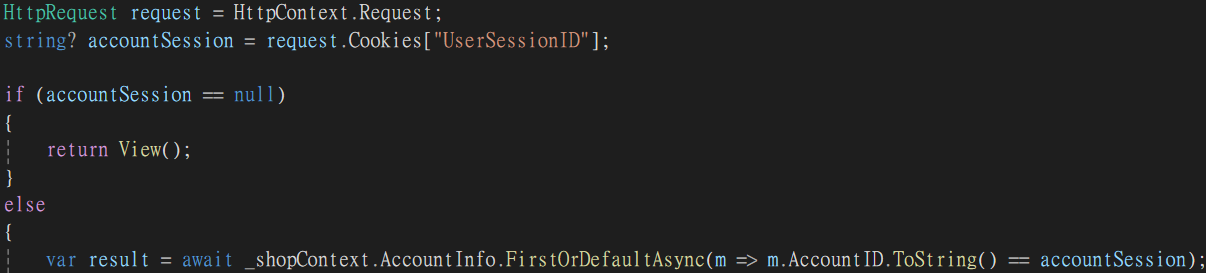 HttpRequest request = HttpContext.Request;
string? accountSession = request.Cookies["UserSessionID"];
if (accountSession == null)
{
return View();
}
else
{
var result = await _shopContext.AccountInfo.FirstOrDefaultAsync(m => m.AccountID.ToString() == accountSession);